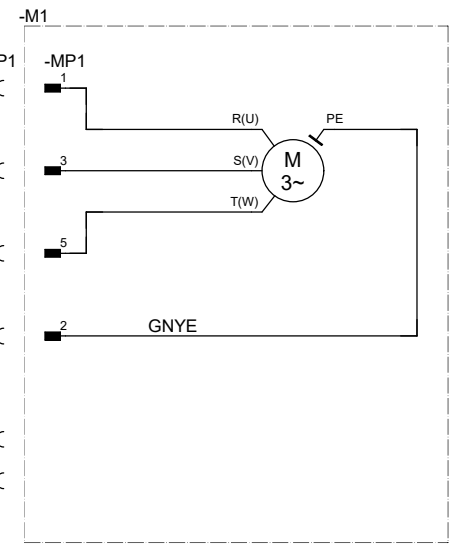 -M1
P1 -MP1
1
R(U) PE
3
S(V) M
3~
T(W)
5
2
GNYE